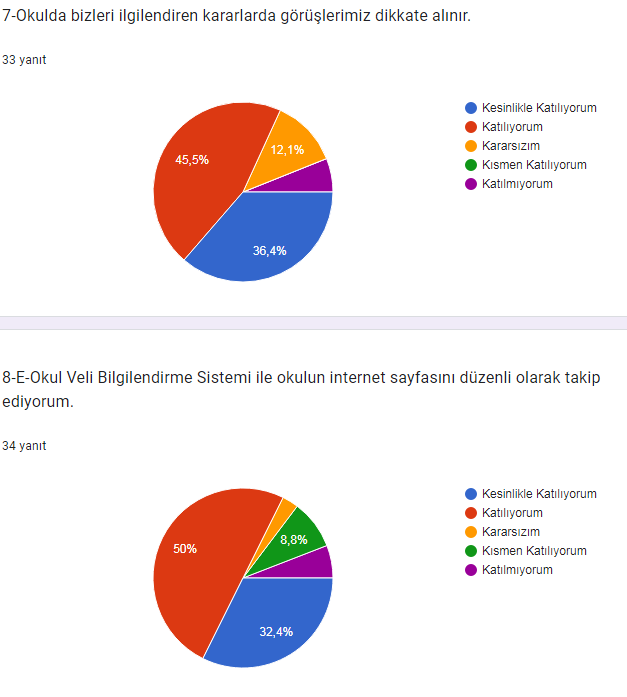 7-Okulda bizleri ilgilendiren kararlarda görüşlerimiz dikkate alınır.
33 yanıt
Kesinlikle Katılıyorum
Katılıyorum
Kararsızım
Kısmen Katılıyorum
Katılmıyorum
45,5%
12,1%
36,4%
8-E-Okul Veli Bilgilendirme Sistemi ile okulun internet sayfasını düzenli olarak takip
ediyorum.
34 yanıt
Kesinlikle Katılıyorum
Katılıyorum
Kararsızım
Kısmen Katılıyorum
Katılmıyorum
50%
8,8%
32,4%